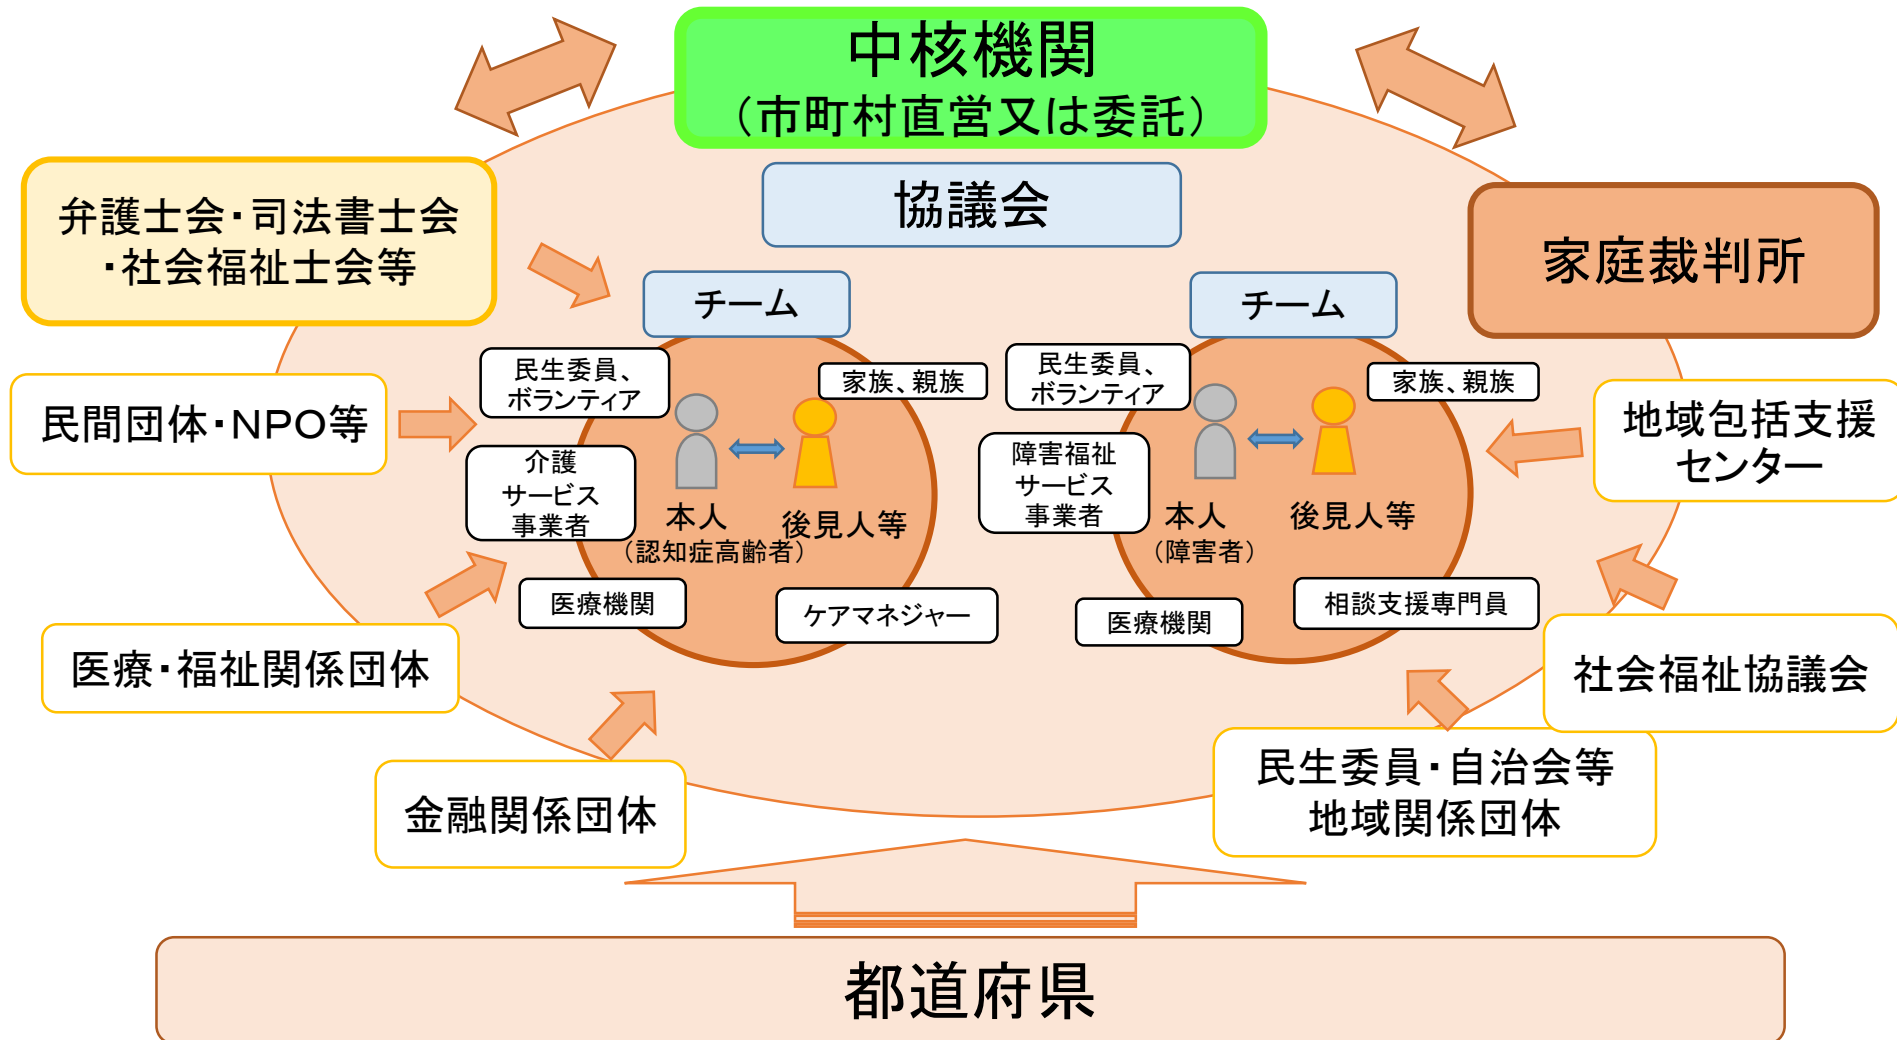 中核機関
（市町村直営又は委託）
協議会
弁護士会・司法書士会
・社会福祉士会等
家庭裁判所
チーム
民生委員、
ボランティア
家族、親族
介護
サービス
事業者
本人
（認知症高齢者）
後見人等
医療機関
ケアマネジャー
チーム
民生委員、
ボランティア
家族、親族
障害福祉
サービス
事業者
本人
（障害者）
後見人等
医療機関
相談支援専門員
民間団体・NPO等
地域包括支援
センター
医療・福祉関係団体
社会福祉協議会
金融関係団体
民生委員・自治会等
地域関係団体
都道府県